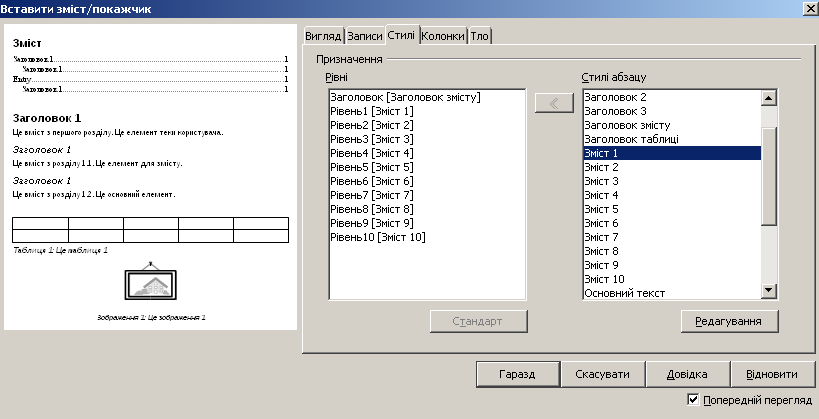 Вставити зміст/покажчик
Зміст
Заголовок 1 1
Заголовок 1 1
Entry 1
Заголовок 1 1
Заголовок 1
Це вміст з першого розділу. Це елемент теки користувача.
Заголовок 1
Це вміст з розділу 1.1. Це елемент для змісту.
Заголовок 1
Це вміст з розділу 1.2. Це основний елемент.
Таблиця 1: Це таблиця 1
Зображення 1: Це зображення 1
Вигляд Записи Стилі Колонки Тло
Призначення
Рівні
Заголовок [Заголовок змісту]
Рівень1 [Зміст 1]
Рівень2 [Зміст 2]
Рівень3 [Зміст 3]
Рівень4 [Зміст 4]
Рівень5 [Зміст 5]
Рівень6 [Зміст 6]
Рівень7 [Зміст 7]
Рівень8 [Зміст 8]
Рівень9 [Зміст 9]
Рівень10 [Зміст 10]
Стандарт
<
Стилі абзацу
Заголовок 2
Заголовок 3
Заголовок змісту
Заголовок таблиці
Зміст 1
Зміст 2
Зміст 3
Зміст 4
Зміст 5
Зміст 6
Зміст 7
Зміст 8
Зміст 9
Зміст 10
Основний текст
Редагування
Гаразд Скасувати Довідка Відновити
Попередній перегляд